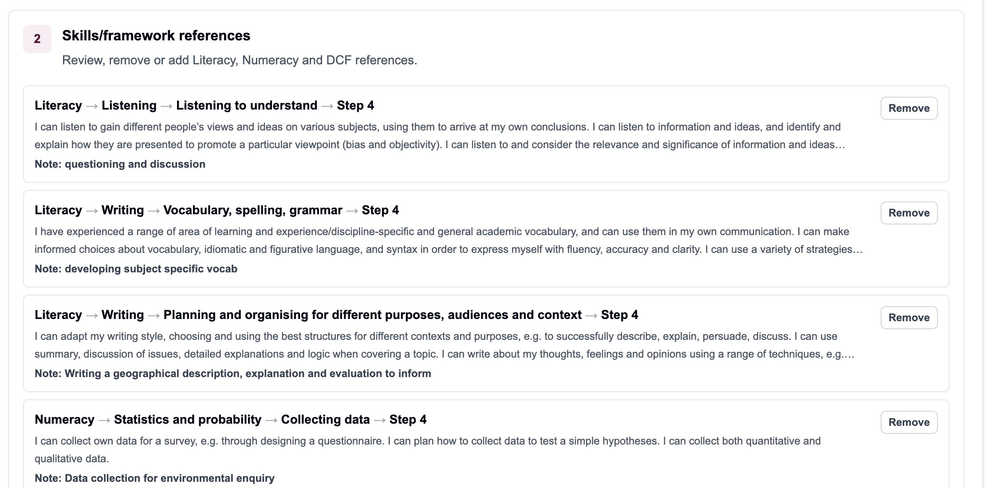 2
Skills/framework references
Review, remove or add Literacy, Numeracy and DCF references.
Literacy → Listening → Listening to understand → Step 4
Remove
I can listen to gain different people’s views and ideas on various subjects, using them to arrive at my own conclusions. I can listen to information and ideas, and identify and
explain how they are presented to promote a particular viewpoint (bias and objectivity). I can listen to and consider the relevance and significance of information and ideas…
Note: questioning and discussion
Literacy → Writing → Vocabulary, spelling, grammar → Step 4
Remove
I have experienced a range of area of learning and experience/discipline-specific and general academic vocabulary, and can use them in my own communication. I can make
informed choices about vocabulary, idiomatic and figurative language, and syntax in order to express myself with fluency, accuracy and clarity. I can use a variety of strategies…
Note: developing subject specific vocab
Literacy → Writing → Planning and organising for different purposes, audiences and context → Step 4
Remove
I can adapt my writing style, choosing and using the best structures for different contexts and purposes, e.g. to successfully describe, explain, persuade, discuss. I can use
summary, discussion of issues, detailed explanations and logic when covering a topic. I can write about my thoughts, feelings and opinions using a range of techniques, e.g.…
Note: Writing a geographical description, explanation and evaluation to inform
Numeracy → Statistics and probability → Collecting data → Step 4
Remove
I can collect own data for a survey, e.g. through designing a questionnaire. I can plan how to collect data to test a simple hypotheses. I can collect both quantitative and
qualitative data.
Note: Data collection for environmental enquiry